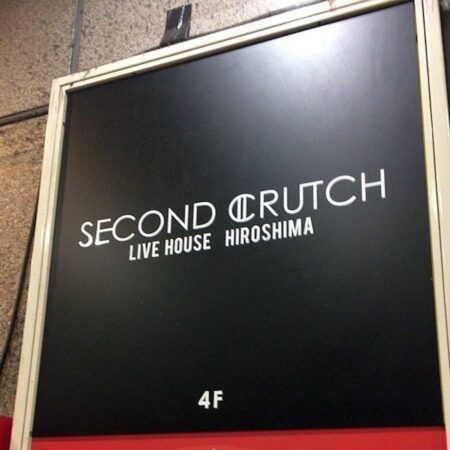 SECOND CRUTCH
LIVE HOUSE HIROSHIMA
4F